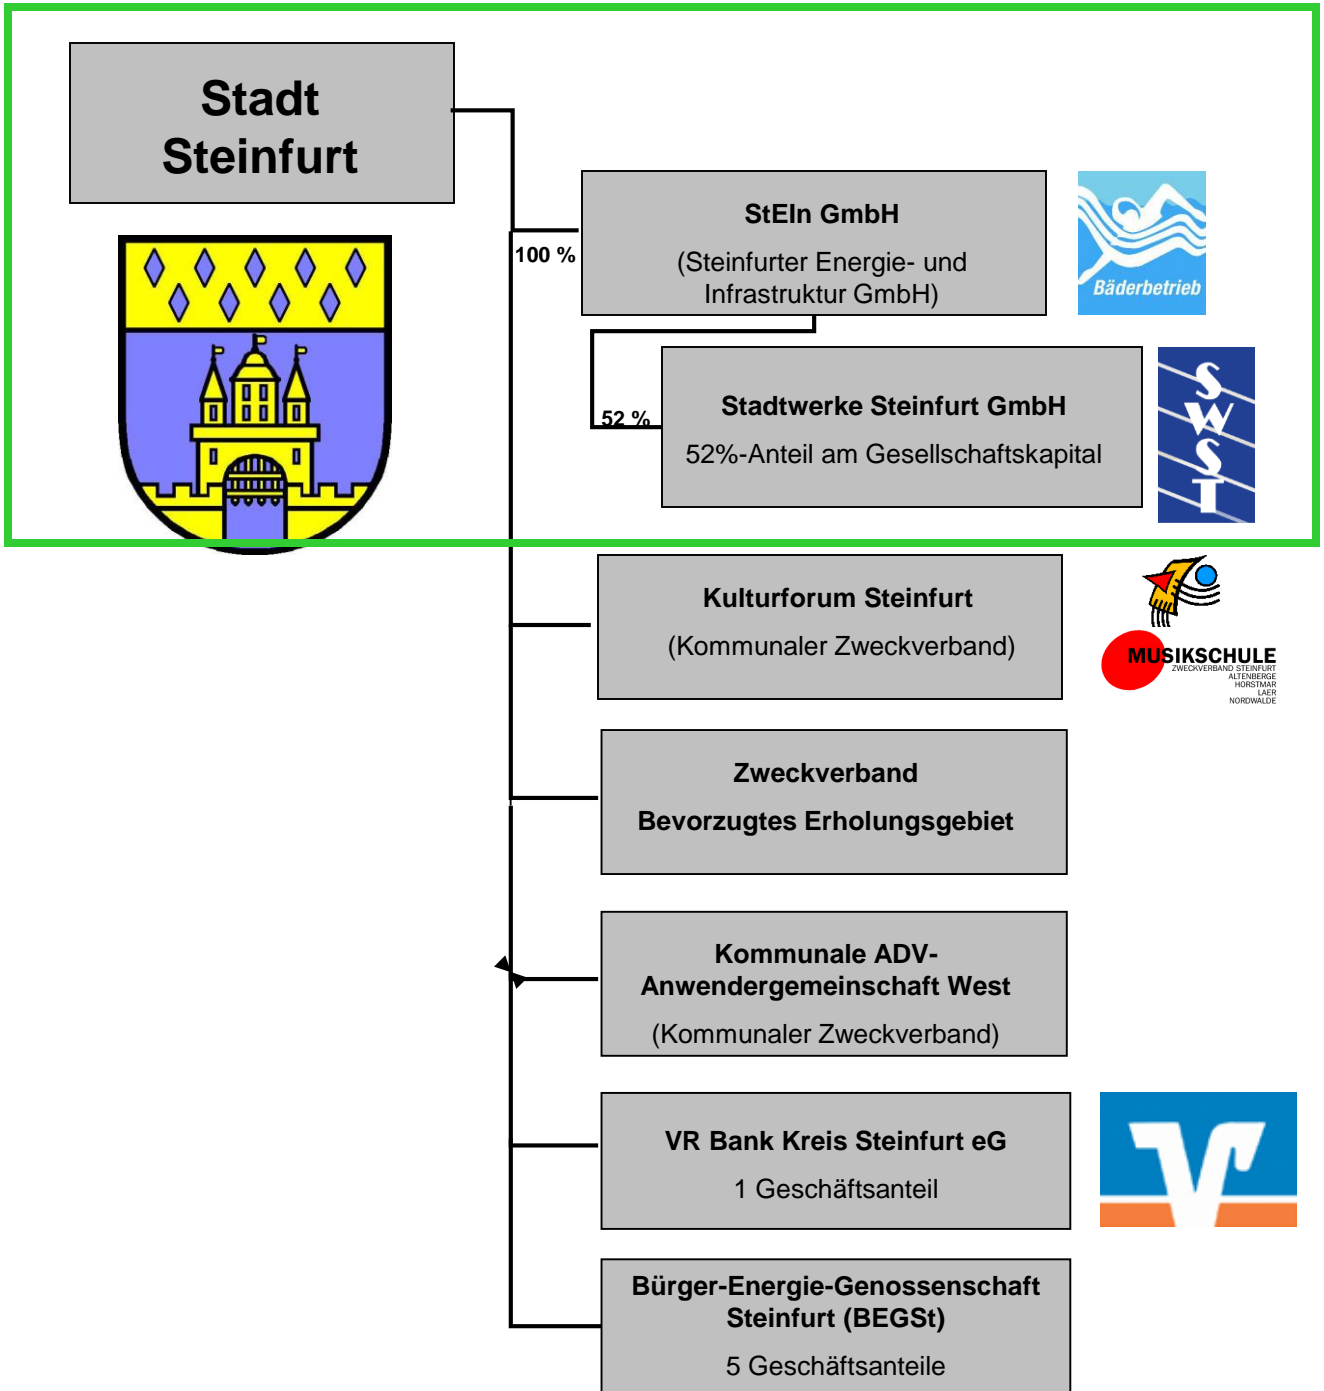 Stadt
Steinfurt
StEIn GmbH
(Steinfurter Energie- und
Infrastruktur GmbH)
100 %
Bäderbetrieb
Stadtwerke Steinfurt GmbH
52%-Anteil am Gesellschaftskapital
52 %
SWST
Kulturforum Steinfurt
(Kommunaler Zweckverband)
MUSIKSCHULE
ZWECKVERBAND STEINFURT
ALTENBERGE
HORSTMAR
LAER
NORDWALDE
Zweckverband
Bevorzugtes Erholungsgebiet
Kommunale ADV-
Anwendergemeinschaft West
(Kommunaler Zweckverband)
VR Bank Kreis Steinfurt eG
1 Geschäftsanteil
Bürger-Energie-Genossenschaft
Steinfurt (BEGSt)
5 Geschäftsanteile